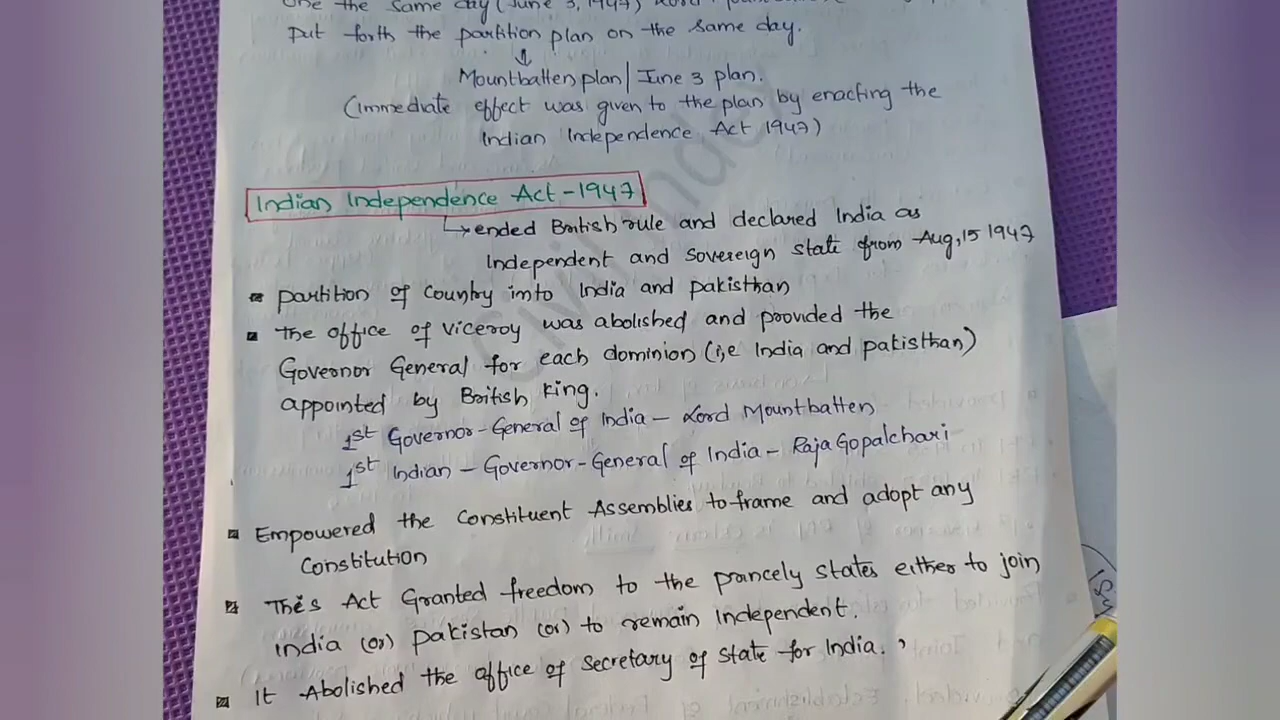 the same day (June 3, 1947)
put forth the partition plan on the same day.
Mountbatten plan / June 3 plan.
(immediate effect was given to the plan by enacting the
Indian Independence Act 1947)
Indian Independence Act - 1947
→ ended British rule and declared India as
Independent and sovereign state from Aug, 15 1947
partition of country into India and pakisthan
The office of viceroy was abolished and provided the
Governor General for each dominion (i,e India and pakisthan)
appointed by British king.
1st Governor-General of India - Lord Mountbatten
1st Indian - Governor-General of India - Raja Gopalchari
Empowered the Constituent Assemblies to frame and adopt any
Constitution
This Act Granted freedom to the princely states either to join
India (or) pakistan (or) to remain Independent.
It Abolished the office of secretary of state for India.